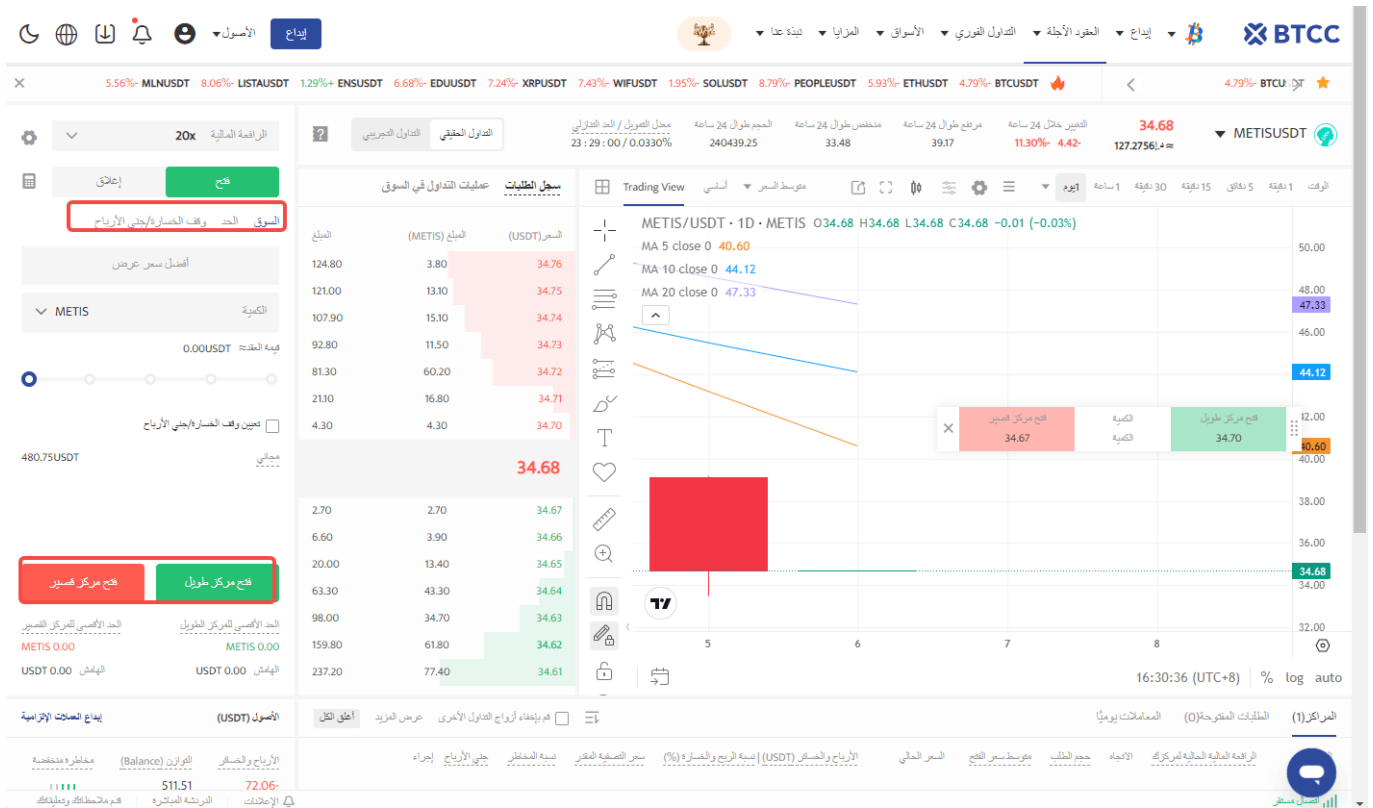 BTCC
إيداع
العقود الآجلة
التداول الفوري
الأسواق
المزايا
نبذة عنا
الأصول
إيداع
4.79%- BTCU
4.79%- BTCUSDT
5.93%- ETHUSDT
8.79%- PEOPLEUSDT
1.95%- SOLUSDT
7.43%- WIFUSDT
7.24%- XRPUSDT
6.68%- EDUUSDT
1.29%+ ENSUSDT
8.06%- LISTAUSDT
5.56%- MLNUSDT
METISUSDT
34.68
التغيير خلال 24 ساعة
11.30%- 4.42-
مرتفع طوال 24 ساعة
39.17
منخفض طوال 24 ساعة
33.48
الحجم طوال 24 ساعة
240439.25
معدل التمويل / العد التنازلي
23 : 29 : 00 / 0.0330%
التداول الحقيقي
التداول التجريبي
الرافعة المالية
20x
الوقت
1 دقيقة
5 دقائق
15 دقيقة
30 دقيقة
1 ساعة
1يوم
متوسط السعر
أساسي
Trading View
METIS/USDT · 1D · METIS O34.68 H34.68 L34.68 C34.68 −0.01 (−0.03%)
MA 5 close 0 40.60
MA 10 close 0 44.12
MA 20 close 0 47.33
50.00
48.00
47.33
46.00
44.12
40.60
40.00
38.00
36.00
34.68
34.00
32.00
فتح مركز طويل
34.70
الكمية
الكمية
فتح مركز قصير
34.67
5 6 7 8
16:30:36 (UTC+8) % log auto
سجل الطلبات
عمليات التداول في السوق
السعر(USDT)
المبلغ (METIS)
المبلغ
34.76 3.80 124.80
34.75 13.10 121.00
34.74 15.10 107.90
34.73 11.50 92.80
34.72 60.20 81.30
34.71 16.80 21.10
34.70 4.30 4.30
34.68
34.67 2.70 2.70
34.66 3.90 6.60
34.65 13.40 20.00
34.64 43.30 63.30
34.63 34.70 98.00
34.62 61.80 159.80
34.61 77.40 237.20
فتح
إغلاق
السوق
الحد
وقف الخسارة/جني الأرباح
أفضل سعر عرض
الكمية
METIS
قيمة العقد≈ 0.00USDT
تعيين وقف الخسارة/جني الأرباح
مجاني
480.75USDT
فتح مركز طويل
فتح مركز قصير
الحد الأقصى للمركز الطويل
الحد الأقصى للمركز القصير
METIS 0.00
METIS 0.00
الهامش USDT 0.00
الهامش USDT 0.00
المراكز(1)
الطلبات المفتوحة(0)
المعاملات يوميًا
قم بإخفاء أزواج التداول الأخرى
عرض المزيد
أغلق الكل
الأصول (USDT)
إيداع العملات الإلزامية
الرافعة المالية الحالية لمركزك
الاتجاه
حجم الطلب
متوسط سعر الفتح
السعر الحالي
الأرباح والخسائر (USDT) | نسبة الربح والخسارة (%)
سعر التصفية المقدر
نسبة المخاطر
جني الأرباح
إجراء
الأرباح والخسائر
التوازن (Balance)
مخاطرة منخفضة
72.06-
511.51
اتصال مستقر
الإعلانات
الدردشة المباشرة
قدم ملاحظاتك وتعليقاتك